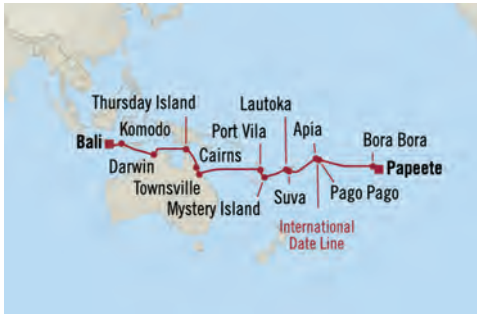 Thursday Island
Lautoka
Bali
Komodo
Port Vila
Apia
Bora Bora
Darwin
Cairns
Papeete
Townsville
Mystery Island
Suva
Pago Pago
International
Date Line